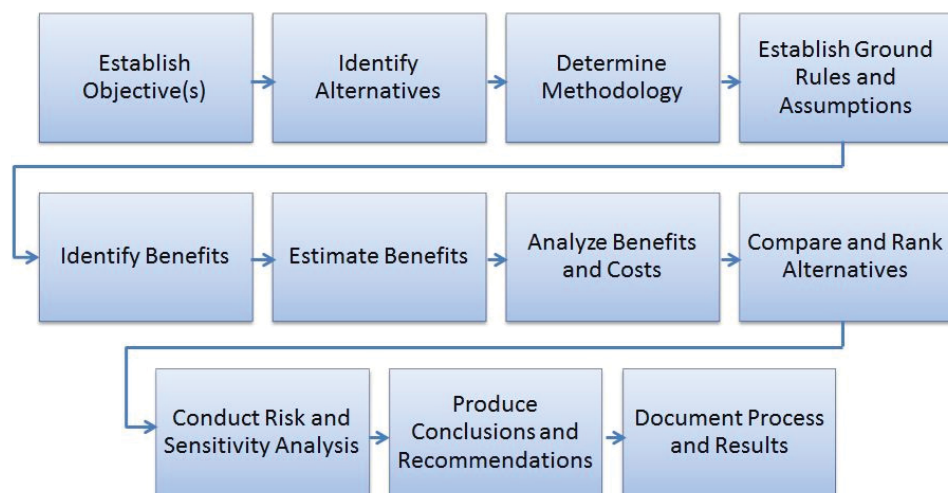 Establish
Objective(s)
Identify
Alternatives
Determine
Methodology
Establish Ground
Rules and
Assumptions
Identify Benefits
Estimate Benefits
Analyze Benefits
and Costs
Compare and Rank
Alternatives
Conduct Risk and
Sensitivity Analysis
Produce
Conclusions and
Recommendations
Document Process
and Results